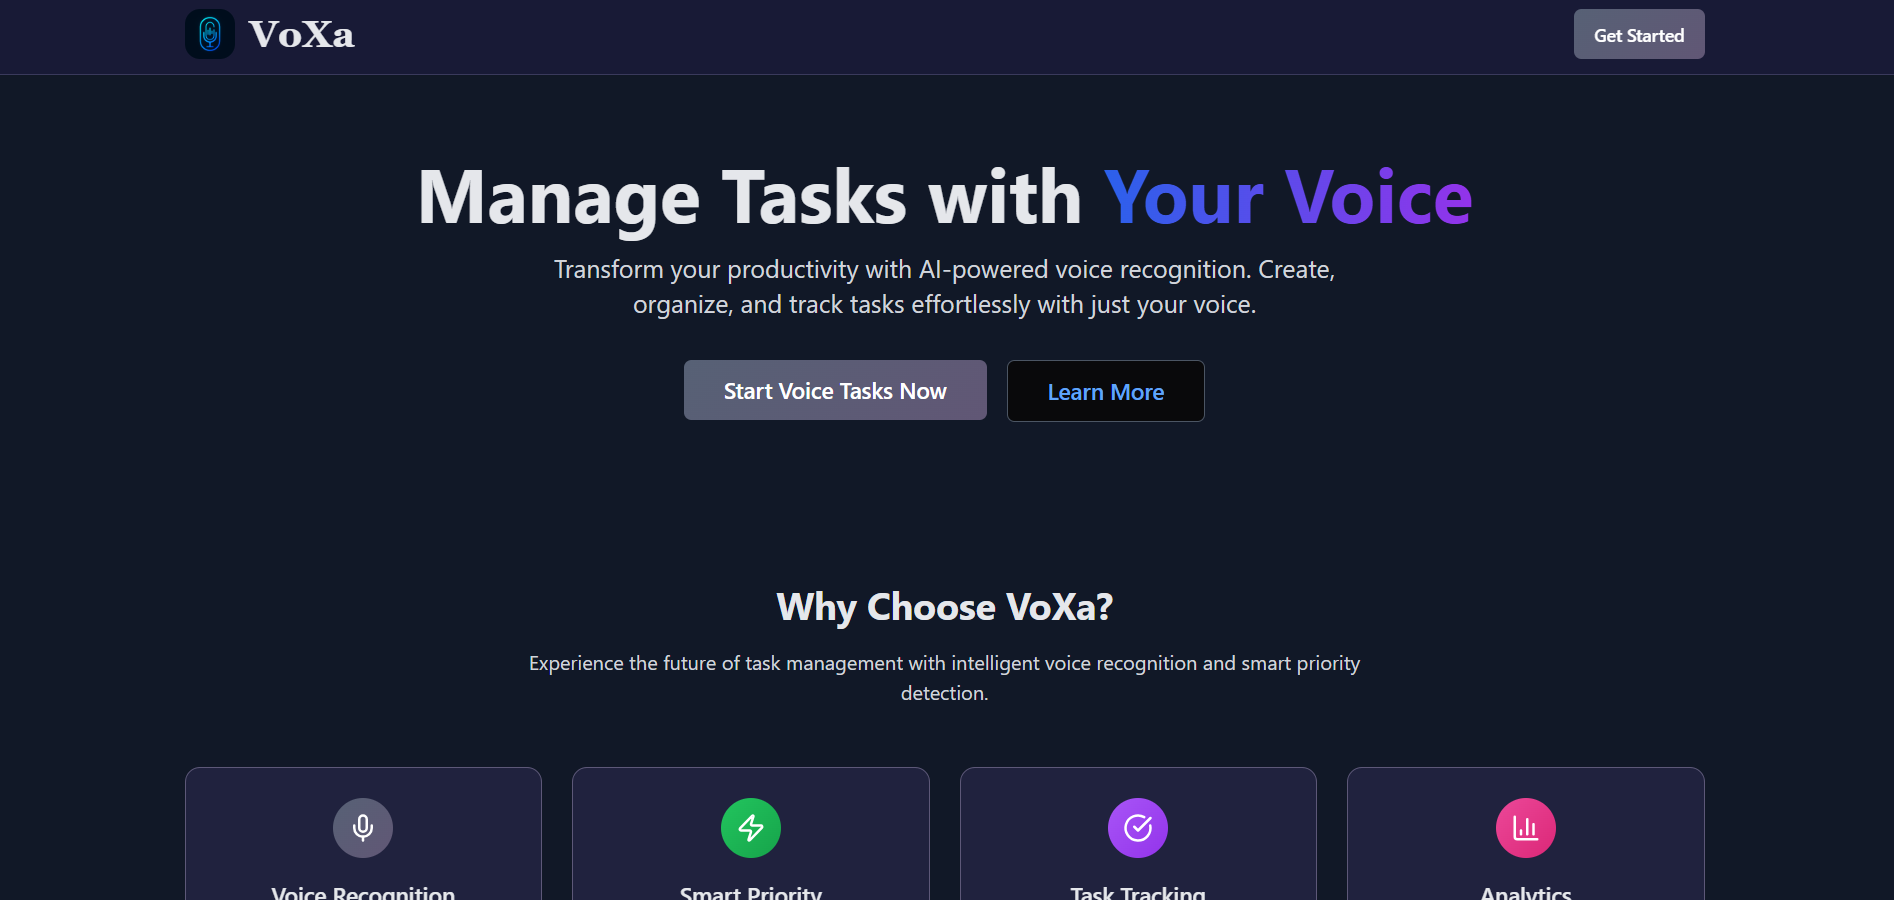 VoXa
Get Started
Manage Tasks with Your Voice
Transform your productivity with AI-powered voice recognition. Create,
organize, and track tasks effortlessly with just your voice.
Start Voice Tasks Now
Learn More
Why Choose VoXa?
Experience the future of task management with intelligent voice recognition and smart priority
detection.
Voice Recognition
Smart Priority
Task Tracking
Analytics